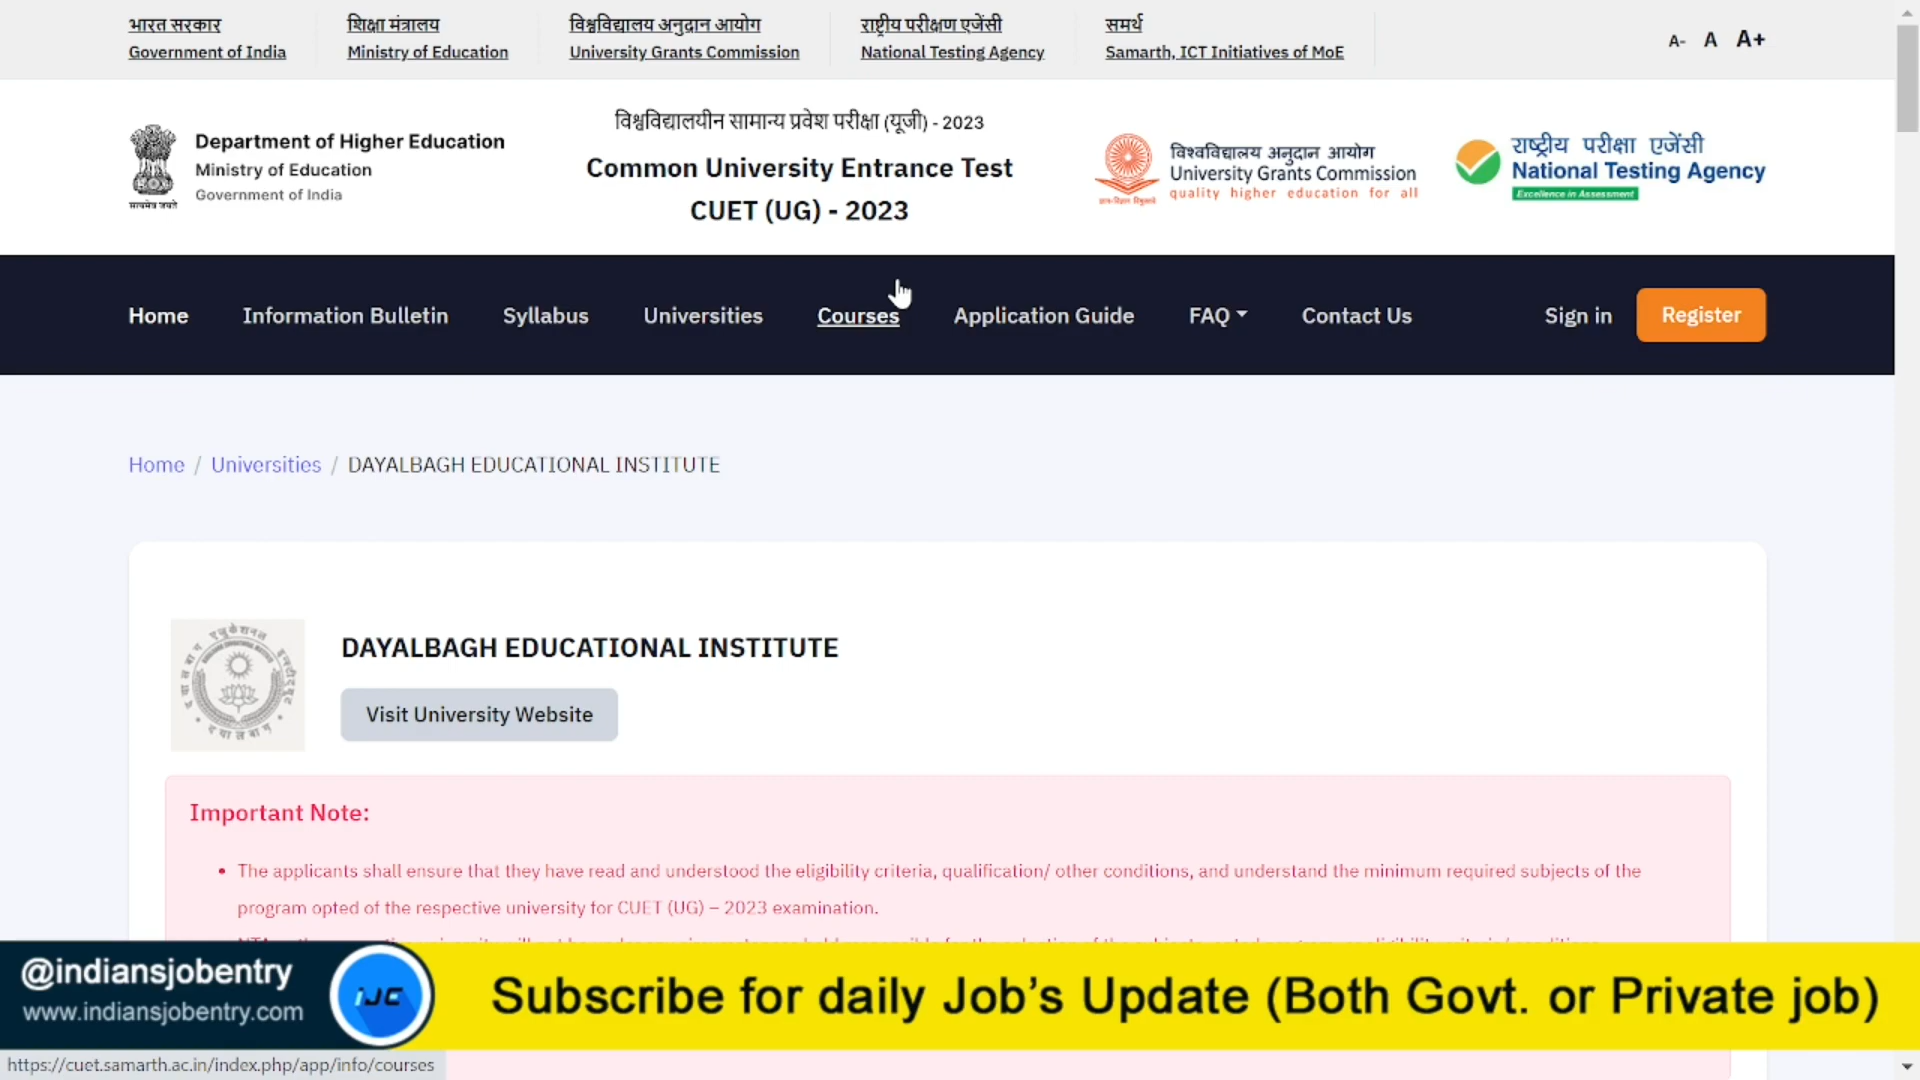 भारत सरकार
Government of India
शिक्षा मंत्रालय
Ministry of Education
विश्वविद्यालय अनुदान आयोग
University Grants Commission
राष्ट्रीय परीक्षण एजेंसी
National Testing Agency
समर्थ
Samarth, ICT Initiatives of MoE
A- A A+
सत्यमेव जयते
Department of Higher Education
Ministry of Education
Government of India
विश्वविद्यालयीन सामान्य प्रवेश परीक्षा (यूजी) - 2023
Common University Entrance Test
CUET (UG) - 2023
विश्वविद्यालय अनुदान आयोग
University Grants Commission
quality higher education for all
राष्ट्रीय परीक्षा एजेंसी
National Testing Agency
Excellence in Assessment
Home Information Bulletin Syllabus Universities Courses Application Guide FAQ Contact Us Sign in Register
Home / Universities / DAYALBAGH EDUCATIONAL INSTITUTE
DAYALBAGH EDUCATIONAL INSTITUTE
Visit University Website
Important Note:
• The applicants shall ensure that they have read and understood the eligibility criteria, qualification/ other conditions, and understand the minimum required subjects of the
program opted of the respective university for CUET (UG) – 2023 examination.
@indiansjobentry
www.indiansjobentry.com
iJC
Subscribe for daily Job's Update (Both Govt. or Private job)
https://cuet.samarth.ac.in/index.php/app/info/courses